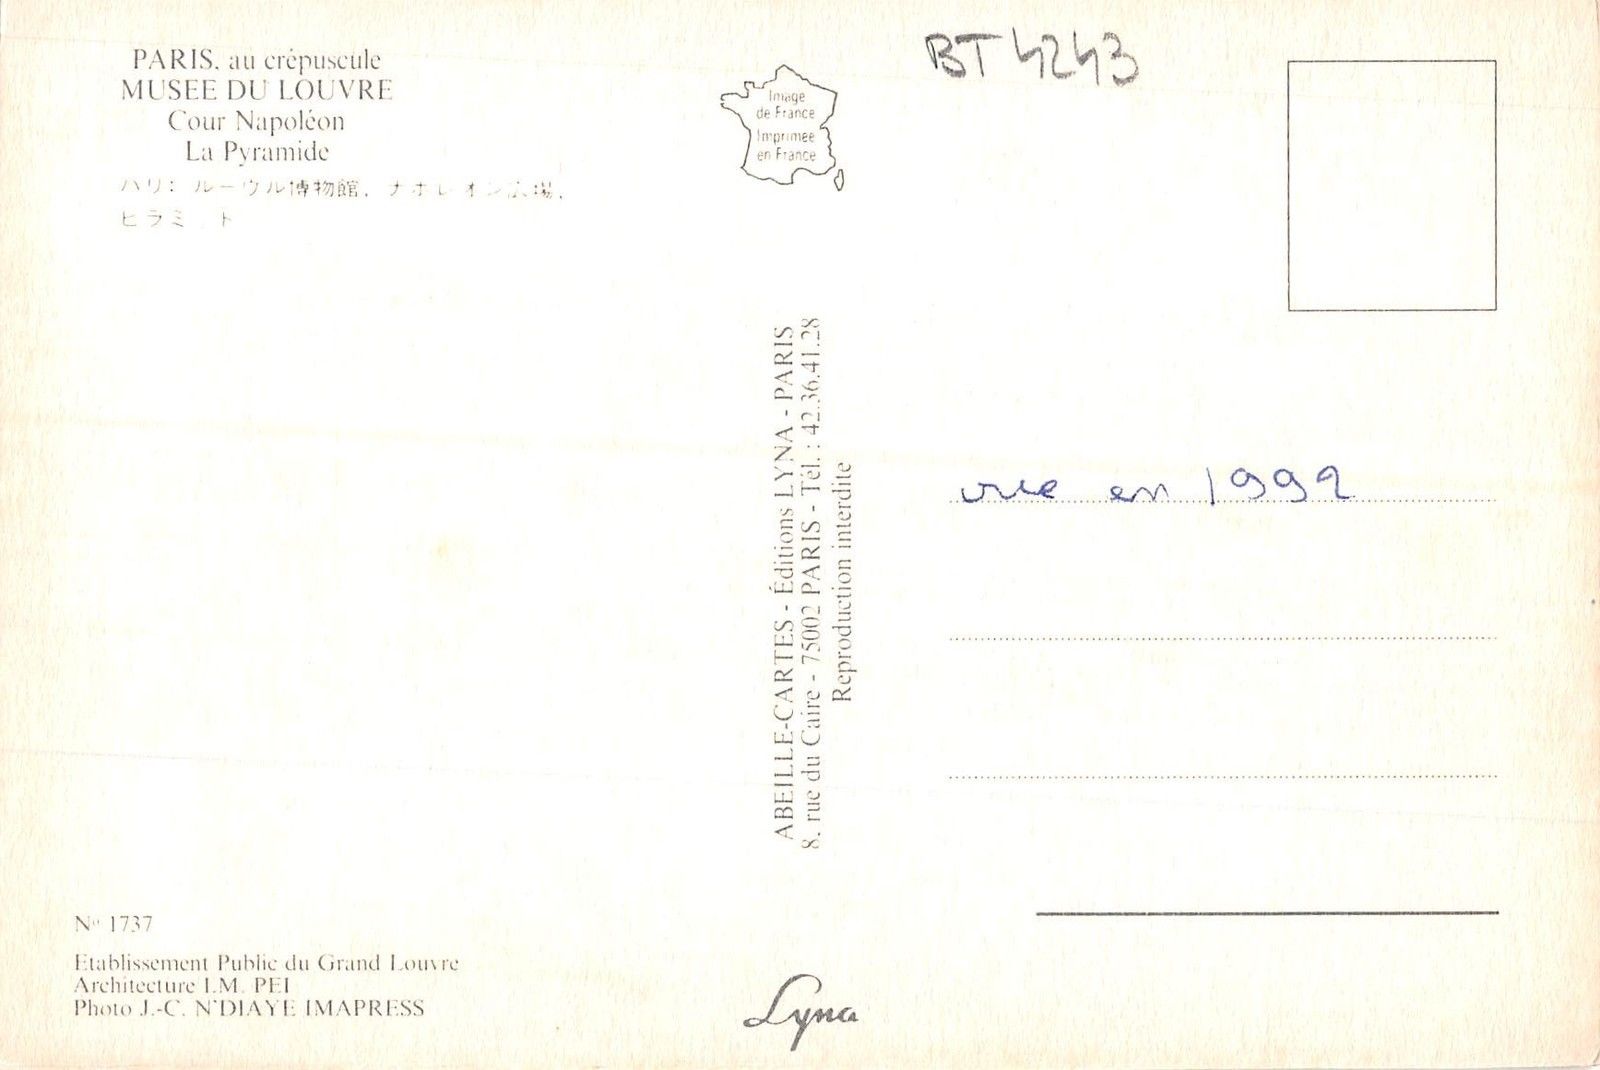 PARIS, au crépuscule
MUSEE DU LOUVRE
Cour Napoléon
La Pyramide
パリ: ルーヴル博物館, ナポレオン広場,
ピラミッド
Image
de France
Imprimée
en France
BT 4243
ABEILLE-CARTES - Éditions LYNA - PARIS
8, rue du Caire - 75002 PARIS - Tél. : 42.36.41.28
Reproduction interdite
vue en 1992
Nº 1737
Etablissement Public du Grand Louvre
Architecture I.M. PEI
Photo J.-C. N'DIAYE IMAPRESS
Lyna